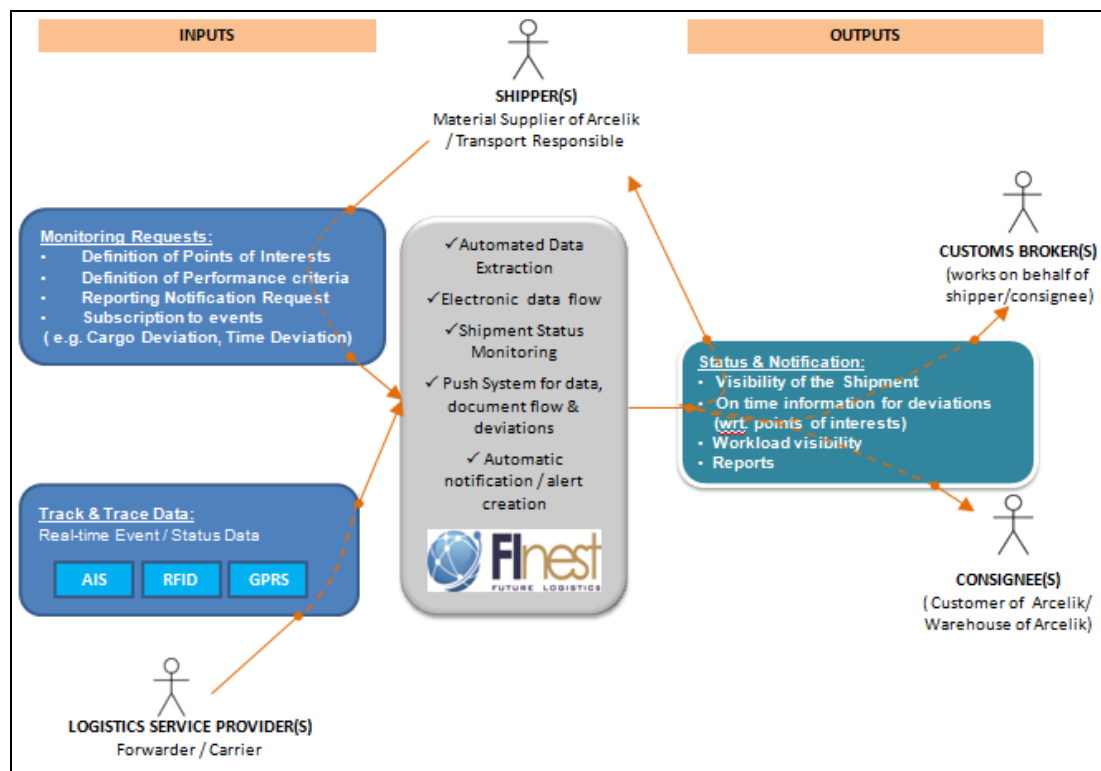 INPUTS
OUTPUTS
SHIPPER(S)
Material Supplier of Arcelik
/ Transport Responsible
Monitoring Requests:
• Definition of Points of Interests
• Definition of Performance criteria
• Reporting Notification Request
• Subscription to events
( e.g. Cargo Deviation, Time Deviation)
Track & Trace Data:
Real-time Event / Status Data
AIS
RFID
GPRS
LOGISTICS SERVICE PROVIDER(S)
Forwarder / Carrier
✓Automated Data
Extraction
✓Electronic data flow
✓Shipment Status
Monitoring
✓Push System for data,
document flow &
deviations
✓ Automatic
notification / alert
creation
FInest
FUTURE LOGISTICS
CUSTOMS BROKER(S)
(works on behalf of
shipper/consignee)
Status & Notification:
• Visibility of the Shipment
• On time information for deviations
(wrt. points of interests)
• Workload visibility
• Reports
CONSIGNEE(S)
( Customer of Arcelik/
Warehouse of Arcelik)